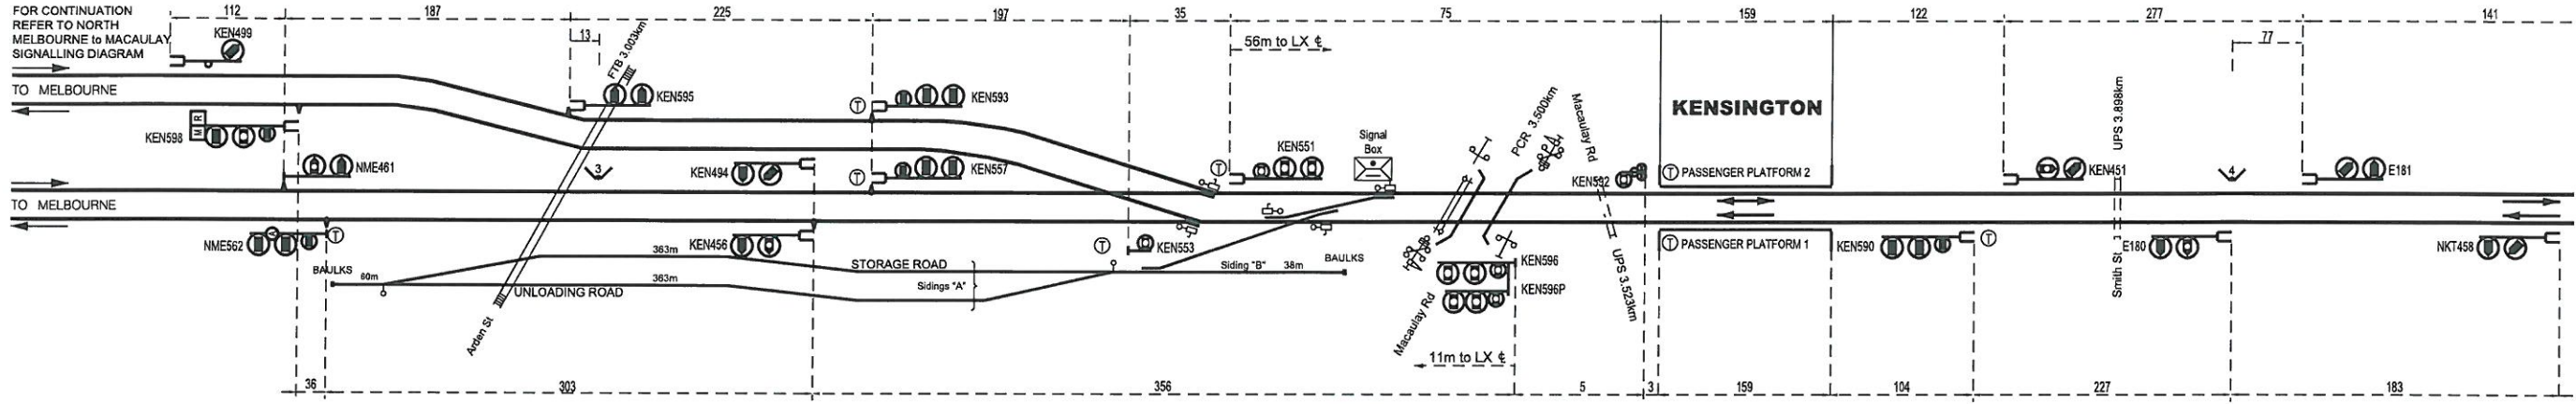 FOR CONTINUATION
REFER TO NORTH
MELBOURNE to MACAULAY
SIGNALLING DIAGRAM
112
187
225
197
35
75
159
122
277
141
13
77
56m to LX ℄
KEN499
FTB 3.003km
TO MELBOURNE
KEN595
T
KEN593
KEN598
M
R
NME461
3
KEN494
T
KEN557
T
KEN551
Signal
Box
PCR 3.500km
Macaulay Rd
KEN592
KENSINGTON
T PASSENGER PLATFORM 2
KEN451
UPS 3.898km
4
E181
TO MELBOURNE
NME562
A
T
KEN456
T
KEN553
T PASSENGER PLATFORM 1
KEN590
T
E180
NKT458
Smith St
BAULKS
60m
363m
363m
UNLOADING ROAD
STORAGE ROAD
Sidings "A"
Siding "B" 38m
BAULKS
KEN596
KEN596P
Macaulay Rd
UPS 3.523km
Arden St
11m to LX ℄
36
303
356
5
3
159
104
227
183